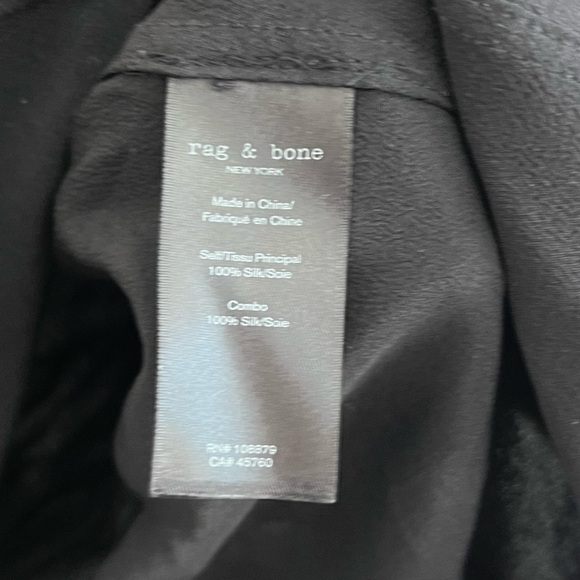 rag & bone
NEW YORK
Made in China/
Fabriqué en Chine
Self/Tissu Principal
100% Silk/Soie
Combo
100% Silk/Soie
RN# 108879
CA# 45760